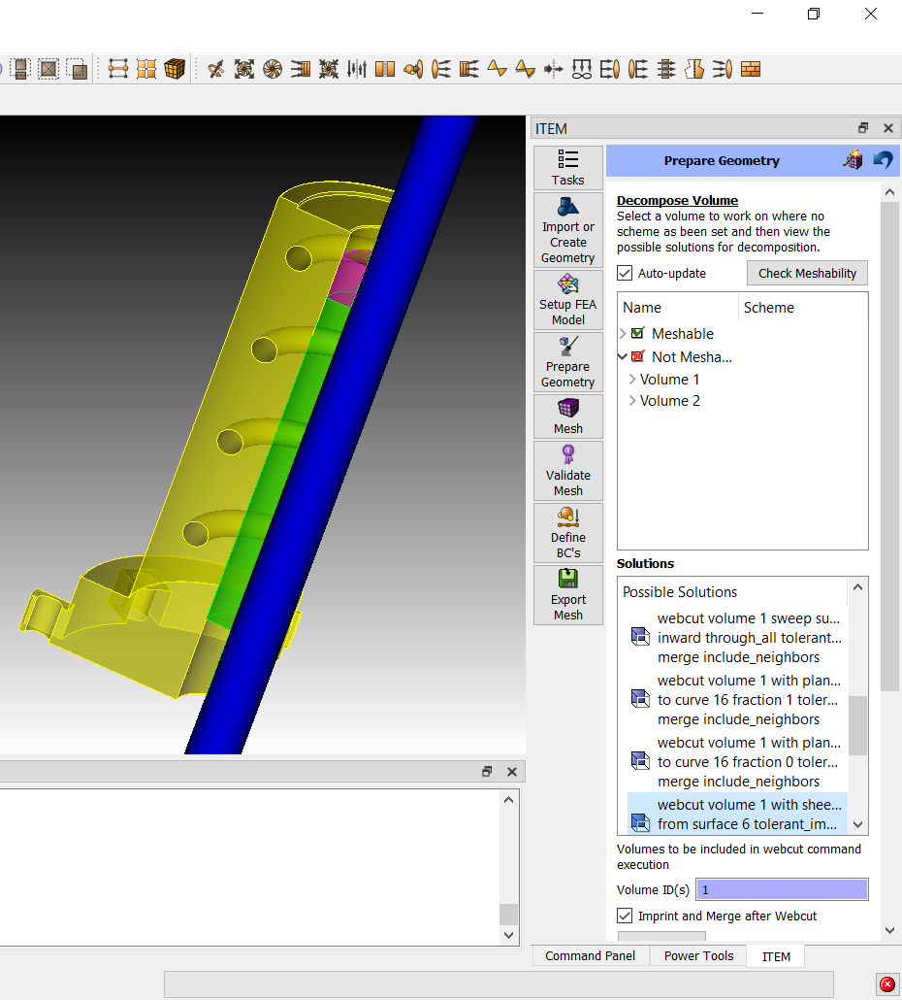 ITEM
Tasks
Import or
Create
Geometry
Setup FEA
Model
Prepare
Geometry
Mesh
Validate
Mesh
Define
BC's
Export
Mesh
Prepare Geometry
Decompose Volume
Select a volume to work on where no
scheme as been set and then view the
possible solutions for decomposition.
Auto-update
Check Meshability
Name Scheme
Meshable
Not Mesha...
Volume 1
Volume 2
Solutions
Possible Solutions
webcut volume 1 sweep su...
inward through_all tolerant...
merge include_neighbors
webcut volume 1 with plan...
to curve 16 fraction 1 toler...
merge include_neighbors
webcut volume 1 with plan...
to curve 16 fraction 0 toler...
merge include_neighbors
webcut volume 1 with shee...
from surface 6 tolerant_im...
Volumes to be included in webcut command
execution
Volume ID(s) 1
Imprint and Merge after Webcut
Command Panel Power Tools ITEM